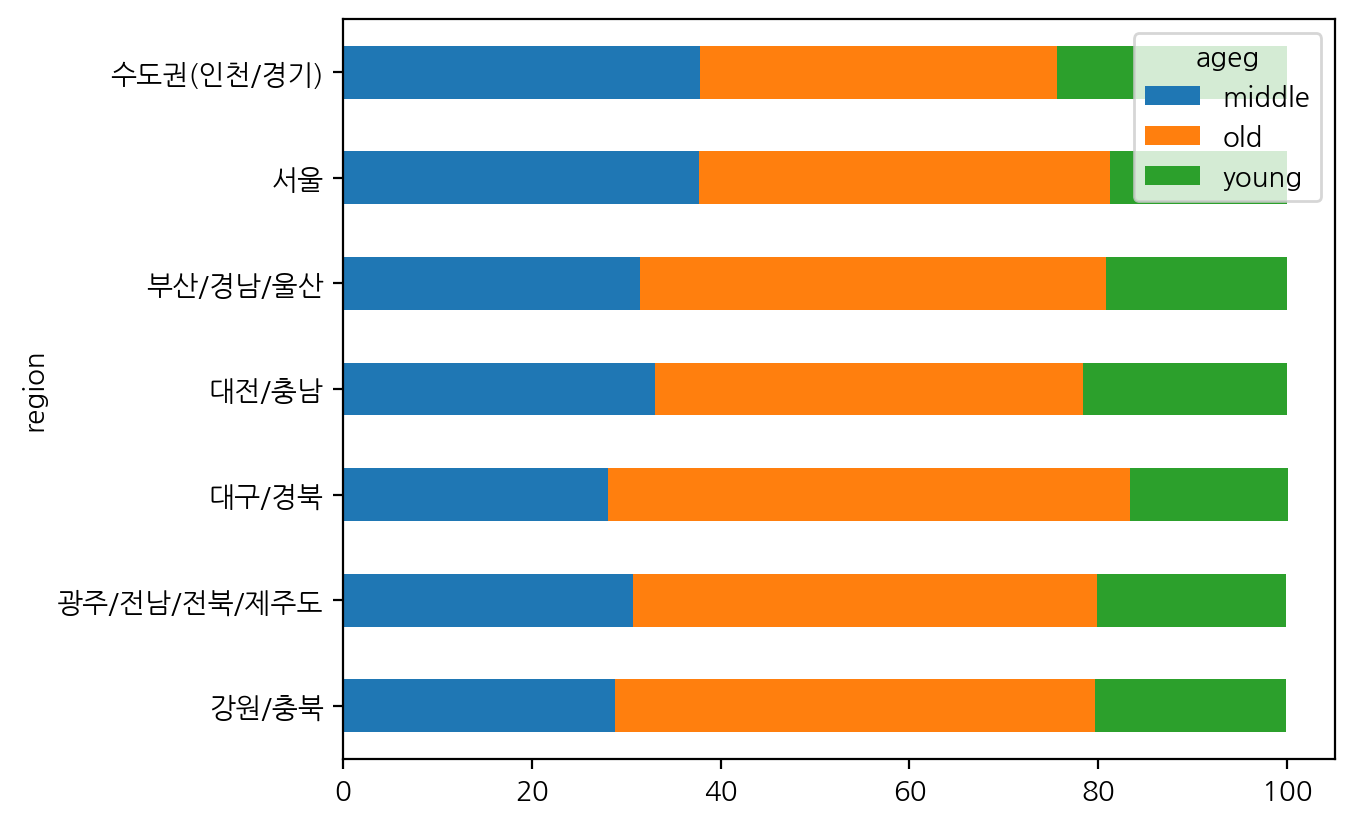 수도권(인천/경기)
서울
부산/경남/울산
대전/충남
대구/경북
광주/전남/전북/제주도
강원/충북
region
0 20 40 60 80 100
ageg
middle
old
young